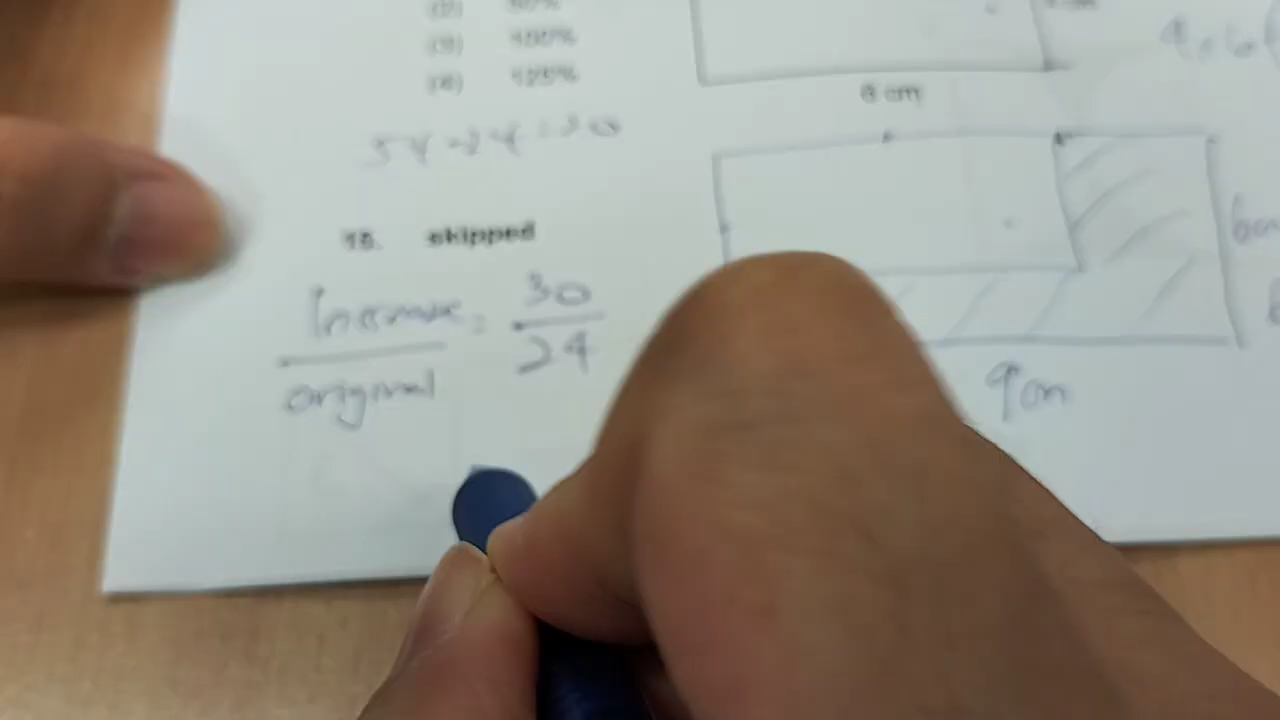 (3) 100%
(4) 125%
6 cm
54-24=30
15. skipped
Increase = 30
original 24
9cm